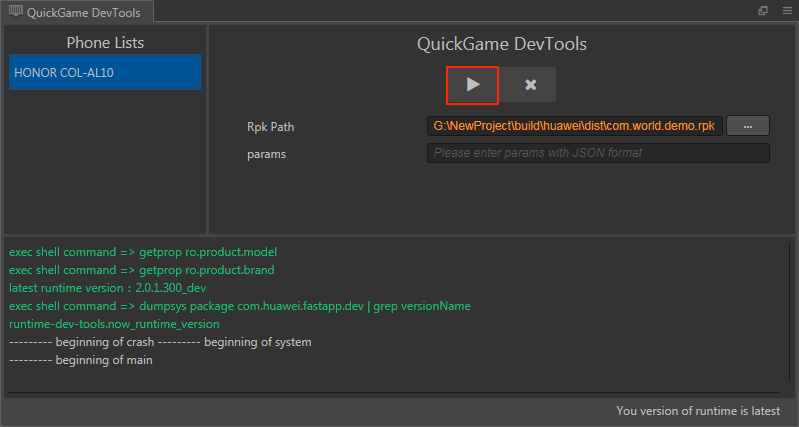 QuickGame DevTools
Phone Lists
HONOR COL-AL10
QuickGame DevTools
Rpk Path
G:\NewProject\build\huawei\dist\com.world.demo.rpk
...
params
Please enter params with JSON format
exec shell command => getprop ro.product.model
exec shell command => getprop ro.product.brand
latest runtime version : 2.0.1.300_dev
exec shell command => dumpsys package com.huawei.fastapp.dev | grep versionName
runtime-dev-tools.now_runtime_version
--------- beginning of crash --------- beginning of system
--------- beginning of main
You version of runtime is latest